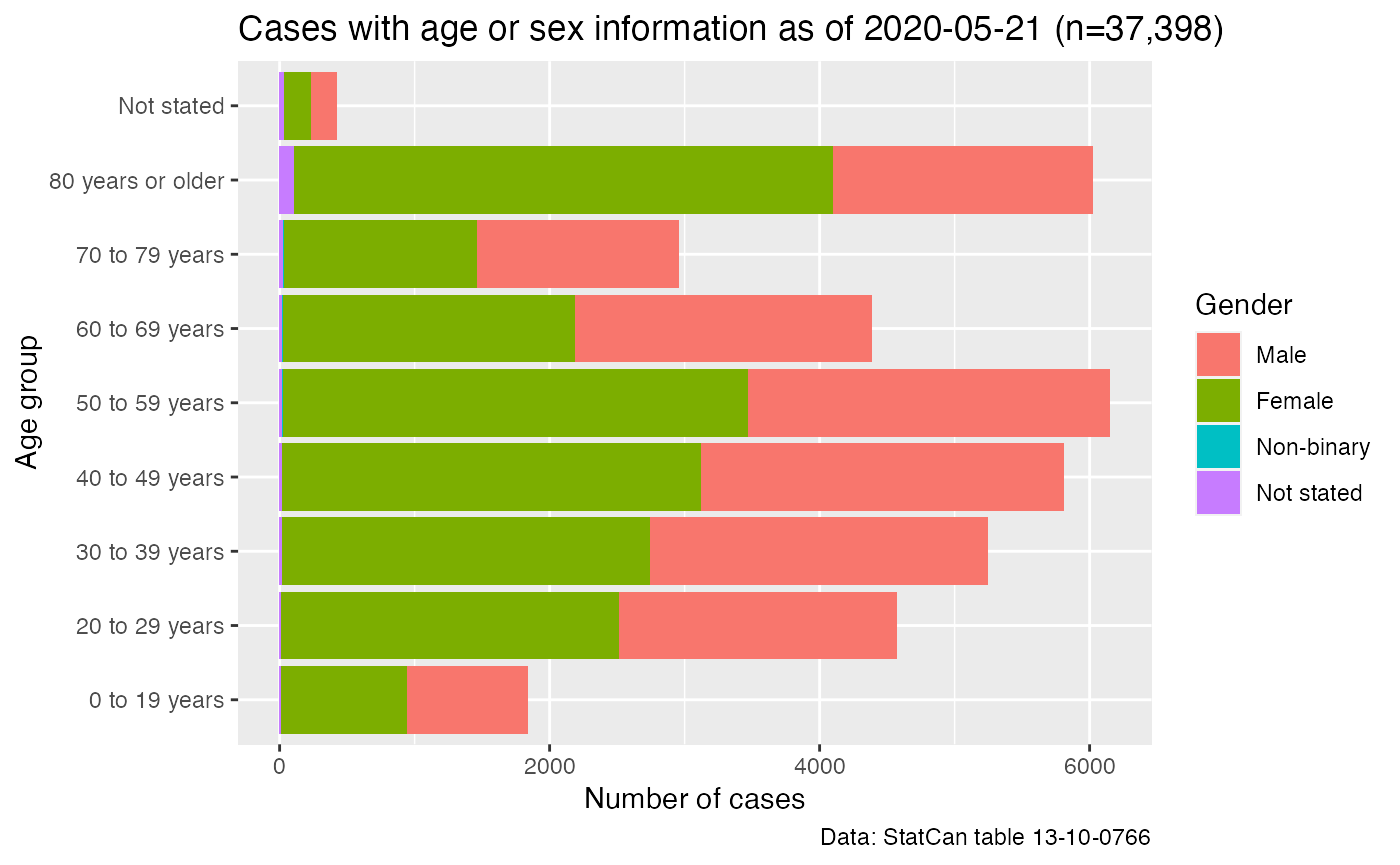 Cases with age or sex information as of 2020-05-21 (n=37,398)
Age group
Not stated
80 years or older
70 to 79 years
60 to 69 years
50 to 59 years
40 to 49 years
30 to 39 years
20 to 29 years
0 to 19 years
0 2000 4000 6000
Number of cases
Gender
Male
Female
Non-binary
Not stated
Data: StatCan table 13-10-0766